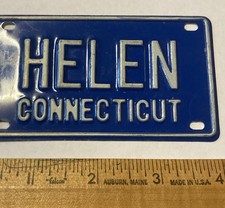 HELEN
CONNECTICUT
1 2 3 4
AUBURN, MAINE MADE IN U.S.A.